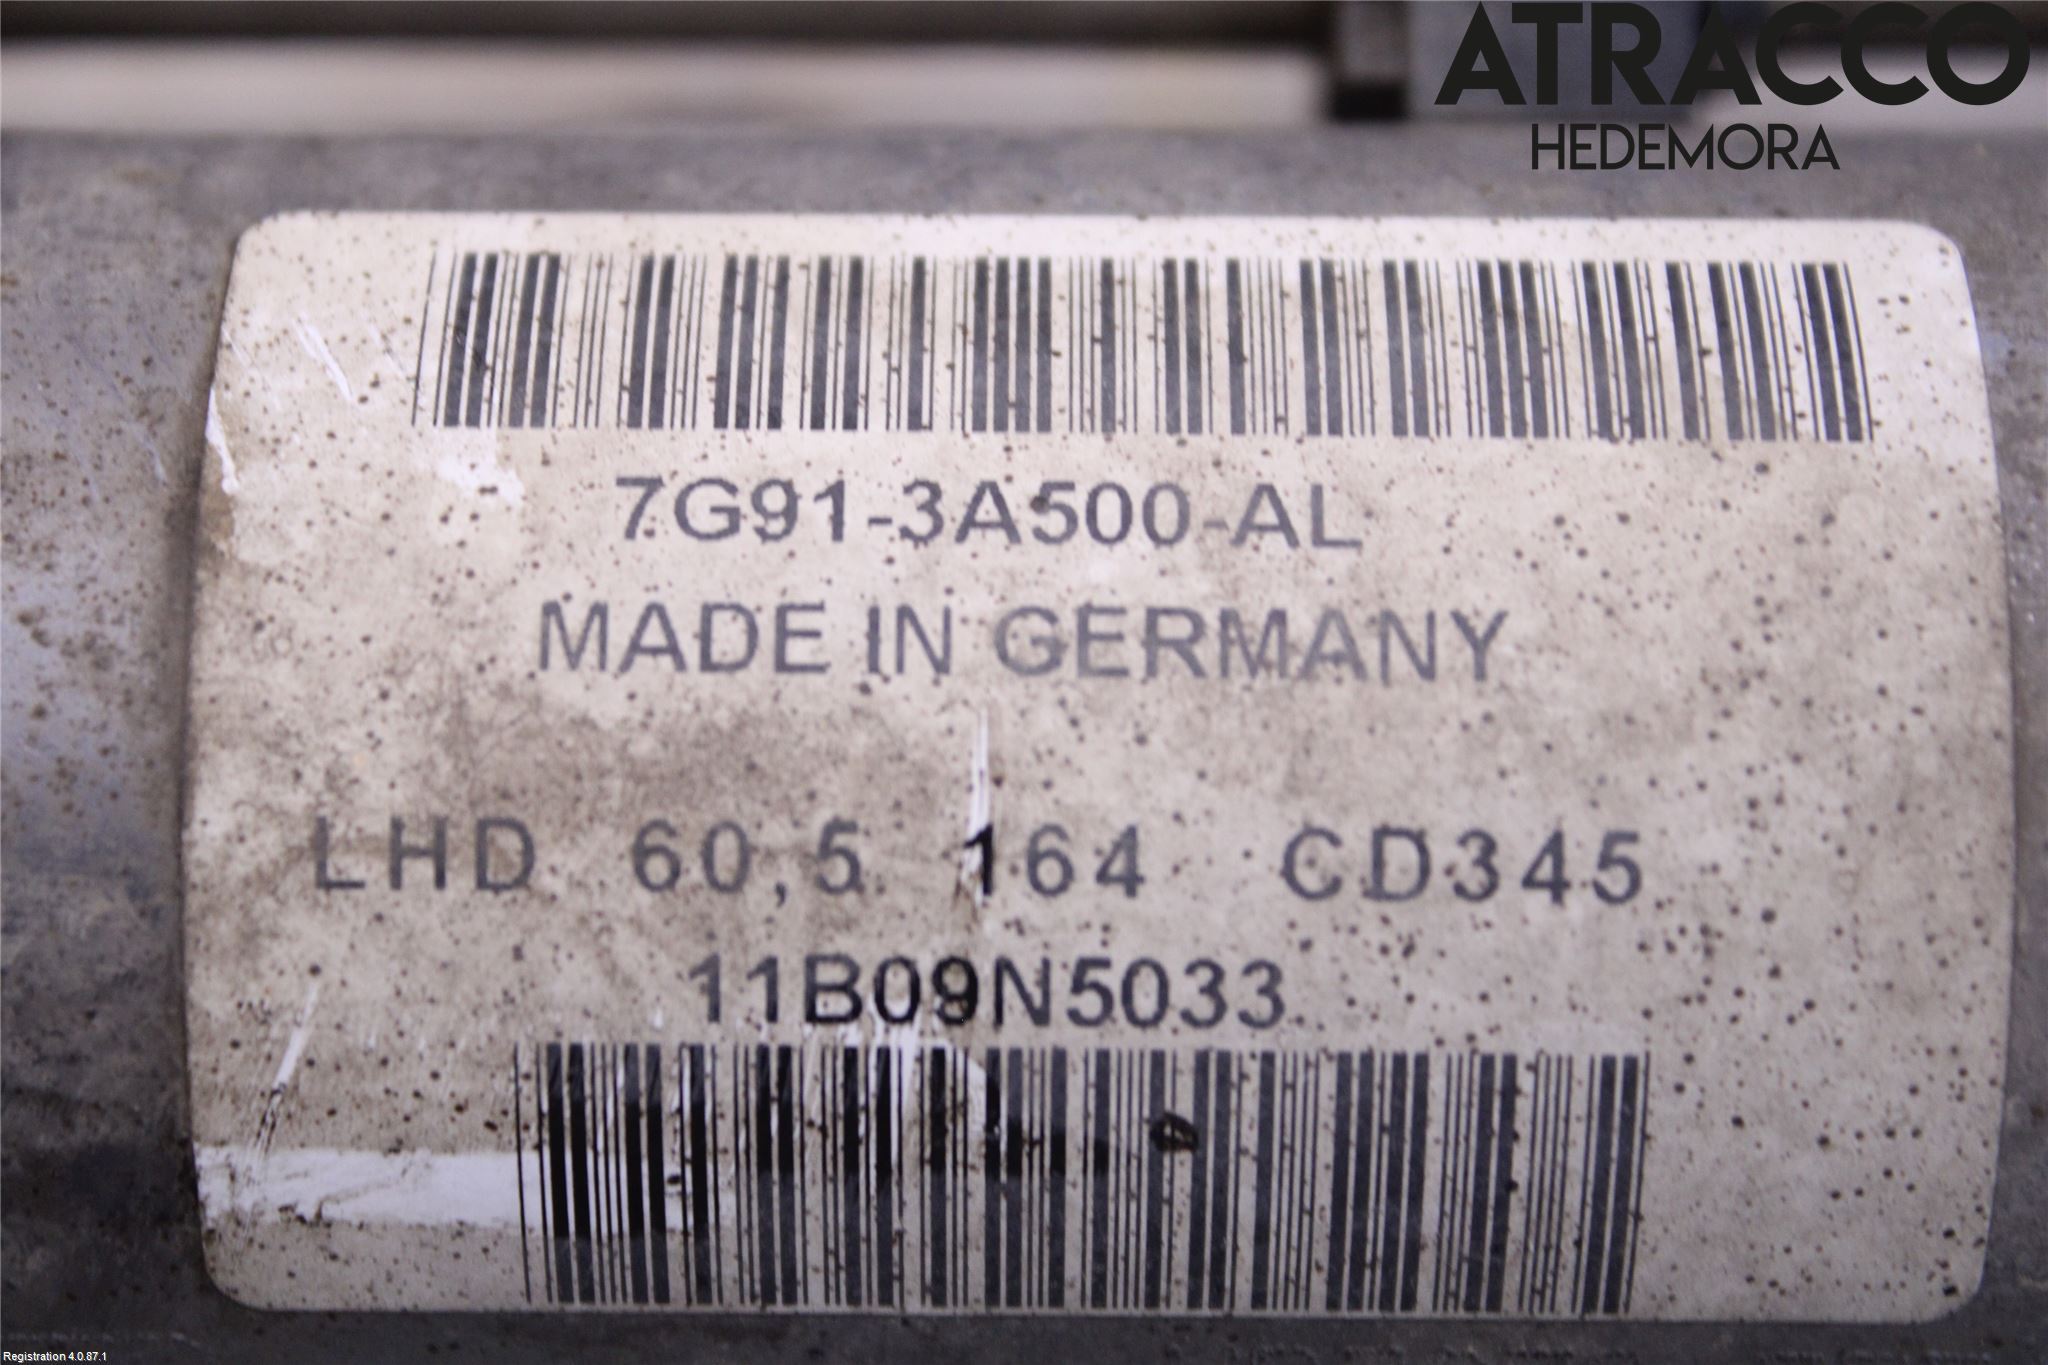 ATRACCO
HEDEMORA
7G91-3A500-AL
MADE IN GERMANY
LHD 60,5 164 CD345
11B09N5033
Registration 4.0.87.1